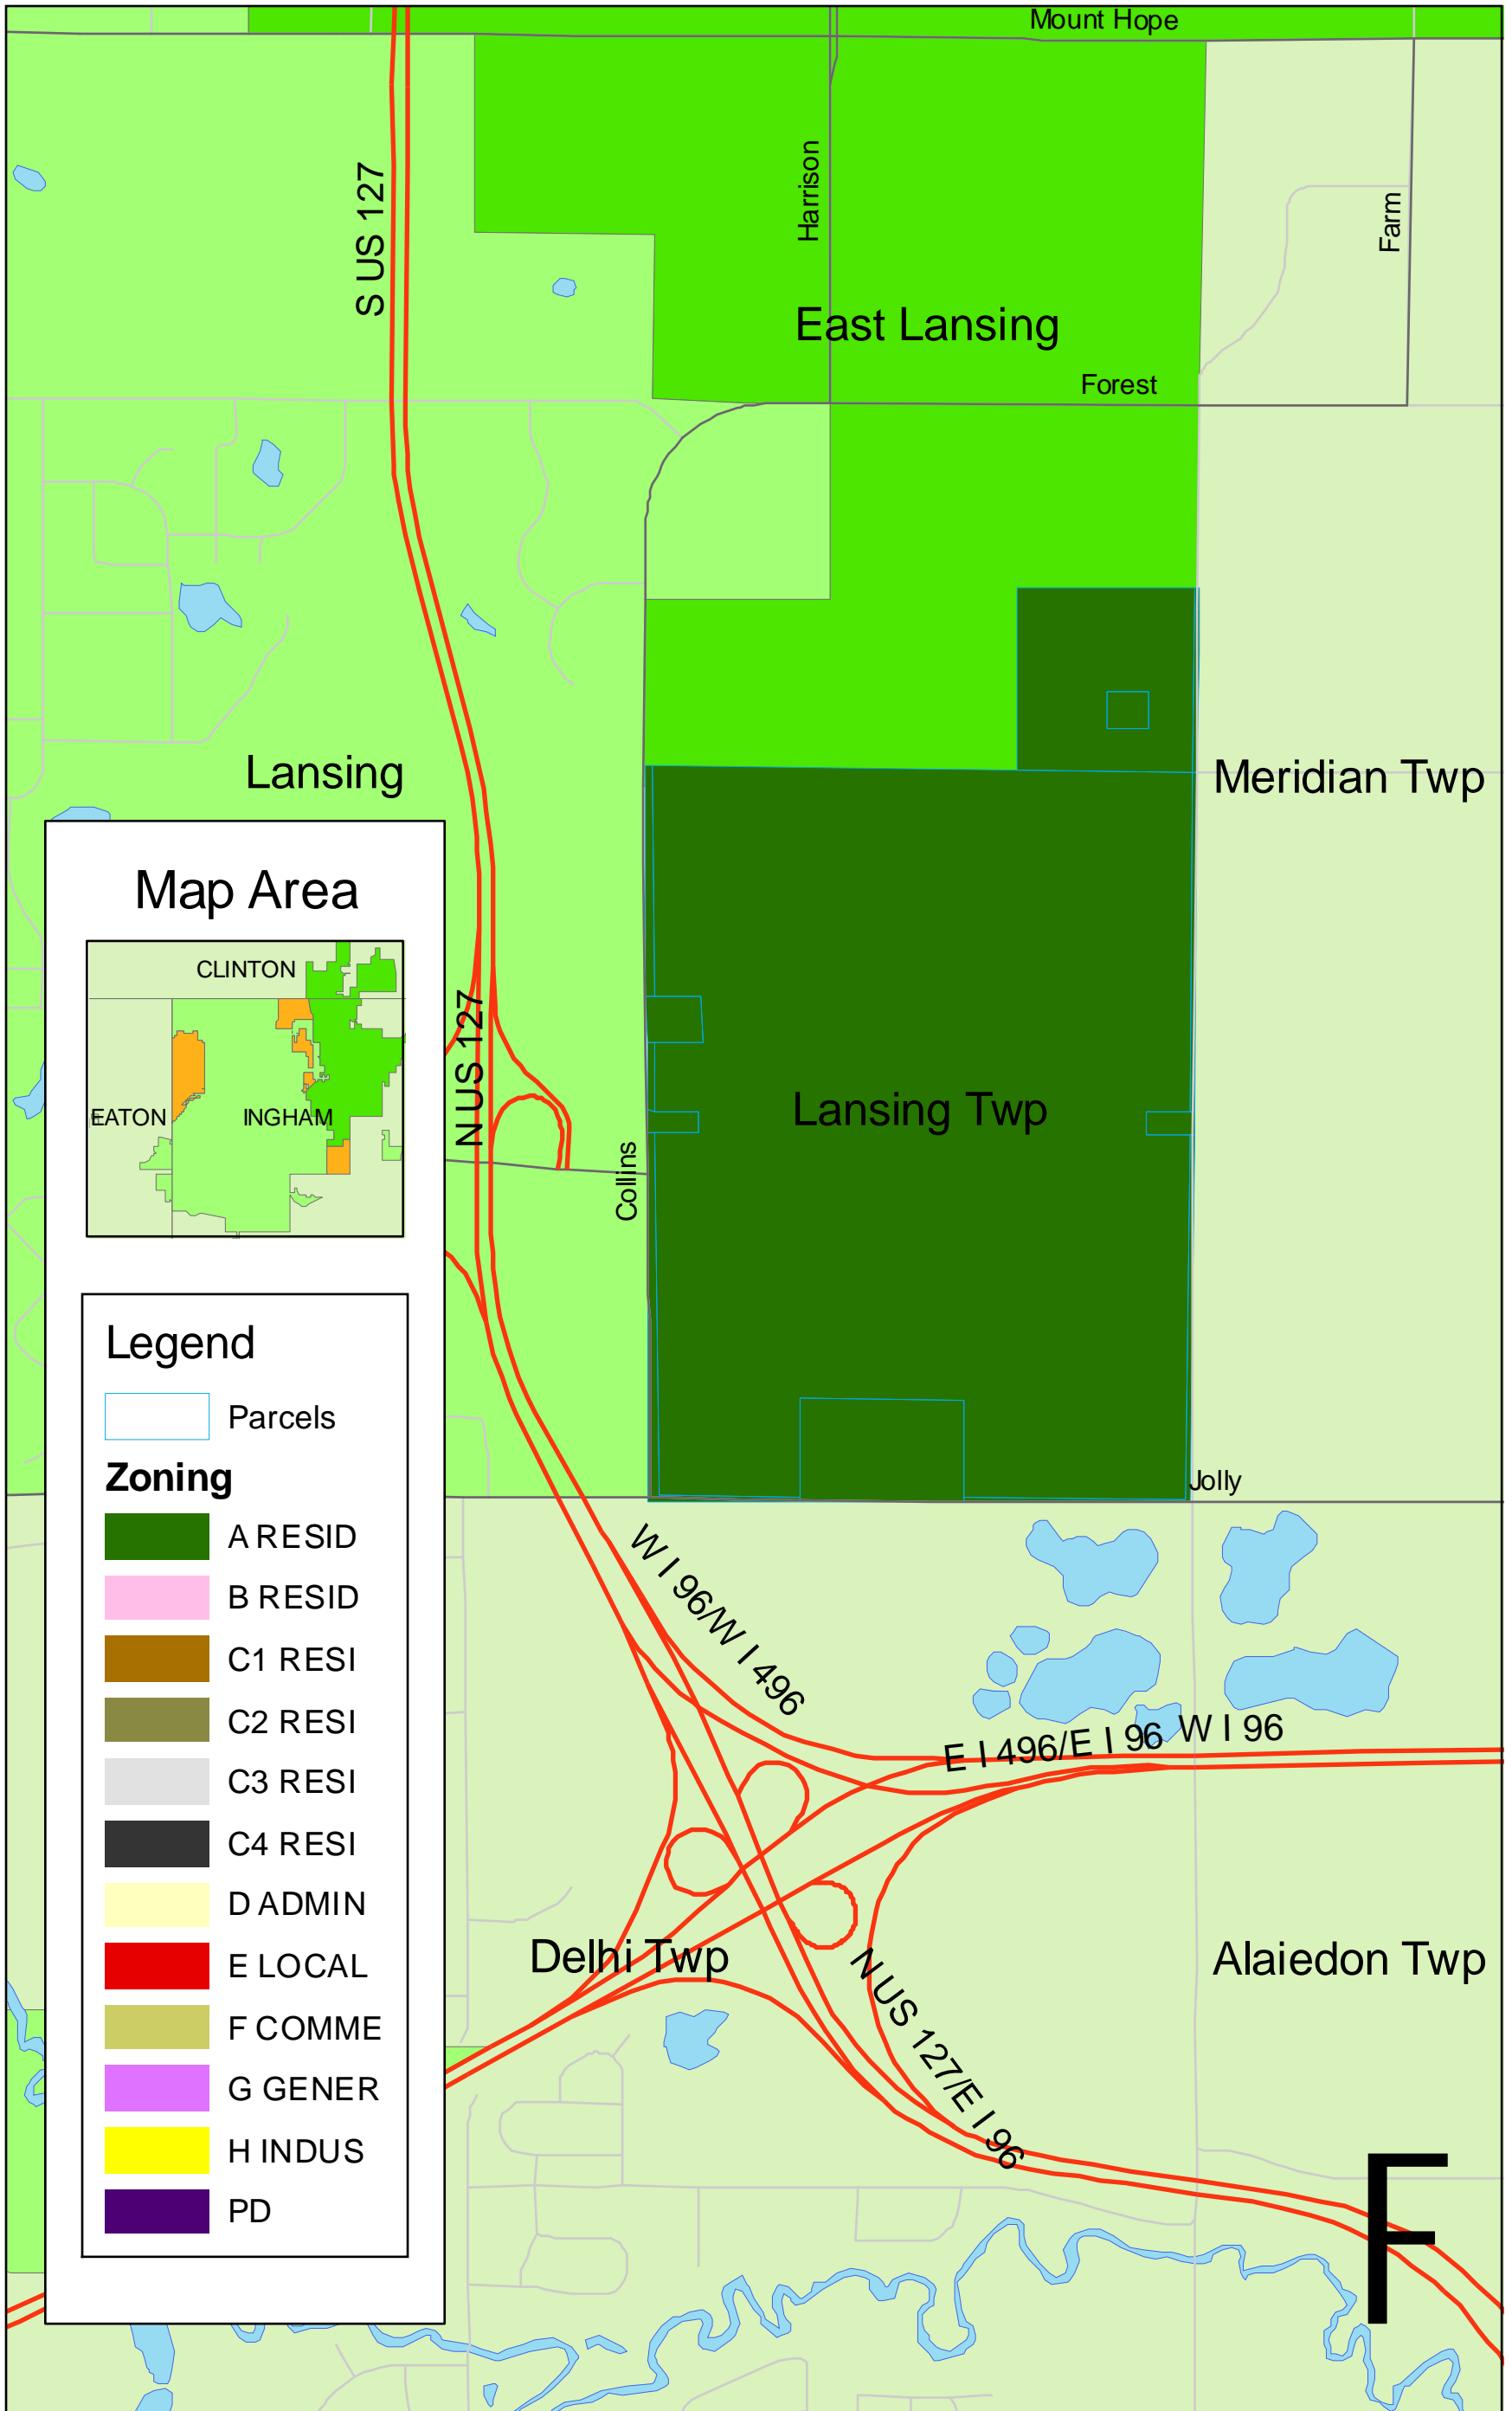 Mount Hope
S US 127
Harrison
Farm
East Lansing
Forest
Lansing
Meridian Twp
Map Area
CLINTON
EATON
INGHAM
N US 127
Lansing Twp
Collins
Legend
Parcels
Zoning
A RESID
B RESID
C1 RESI
C2 RESI
C3 RESI
C4 RESI
D ADMIN
E LOCAL
F COMME
G GENER
H INDUS
PD
Jolly
W I 96/W I 496
E I 496/E I 96
W I 96
Delhi Twp
Alaiedon Twp
N US 127/E I 96
F